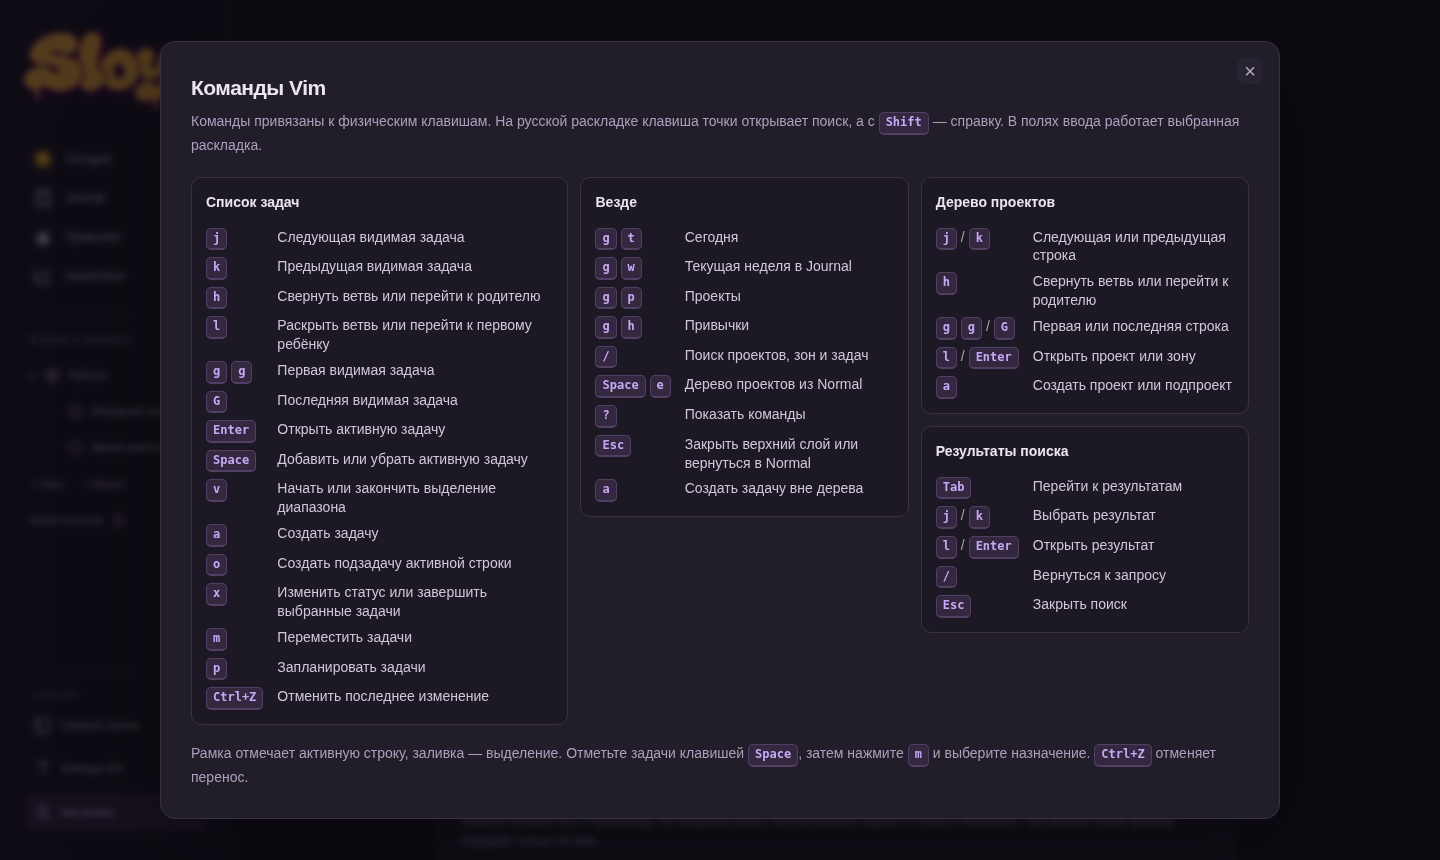 Команды Vim
Команды привязаны к физическим клавишам. На русской раскладке клавиша точки открывает поиск, а с Shift — справку. В полях ввода работает выбранная
раскладка.
Список задач
j Следующая видимая задача
k Предыдущая видимая задача
h Свернуть ветвь или перейти к родителю
l Раскрыть ветвь или перейти к первому
ребёнку
g g Первая видимая задача
G Последняя видимая задача
Enter Открыть активную задачу
Space Добавить или убрать активную задачу
v Начать или закончить выделение
диапазона
a Создать задачу
o Создать подзадачу активной строки
x Изменить статус или завершить
выбранные задачи
m Переместить задачи
p Запланировать задачи
Ctrl+Z Отменить последнее изменение
Везде
g t Сегодня
g w Текущая неделя в Journal
g p Проекты
g h Привычки
/ Поиск проектов, зон и задач
Space e Дерево проектов из Normal
? Показать команды
Esc Закрыть верхний слой или
вернуться в Normal
a Создать задачу вне дерева
Дерево проектов
j / k Следующая или предыдущая
строка
h Свернуть ветвь или перейти к
родителю
g g / G Первая или последняя строка
l / Enter Открыть проект или зону
a Создать проект или подпроект
Результаты поиска
Tab Перейти к результатам
j / k Выбрать результат
l / Enter Открыть результат
/ Вернуться к запросу
Esc Закрыть поиск
Рамка отмечает активную строку, заливка — выделение. Отметьте задачи клавишей Space, затем нажмите m и выберите назначение. Ctrl+Z отменяет
перенос.